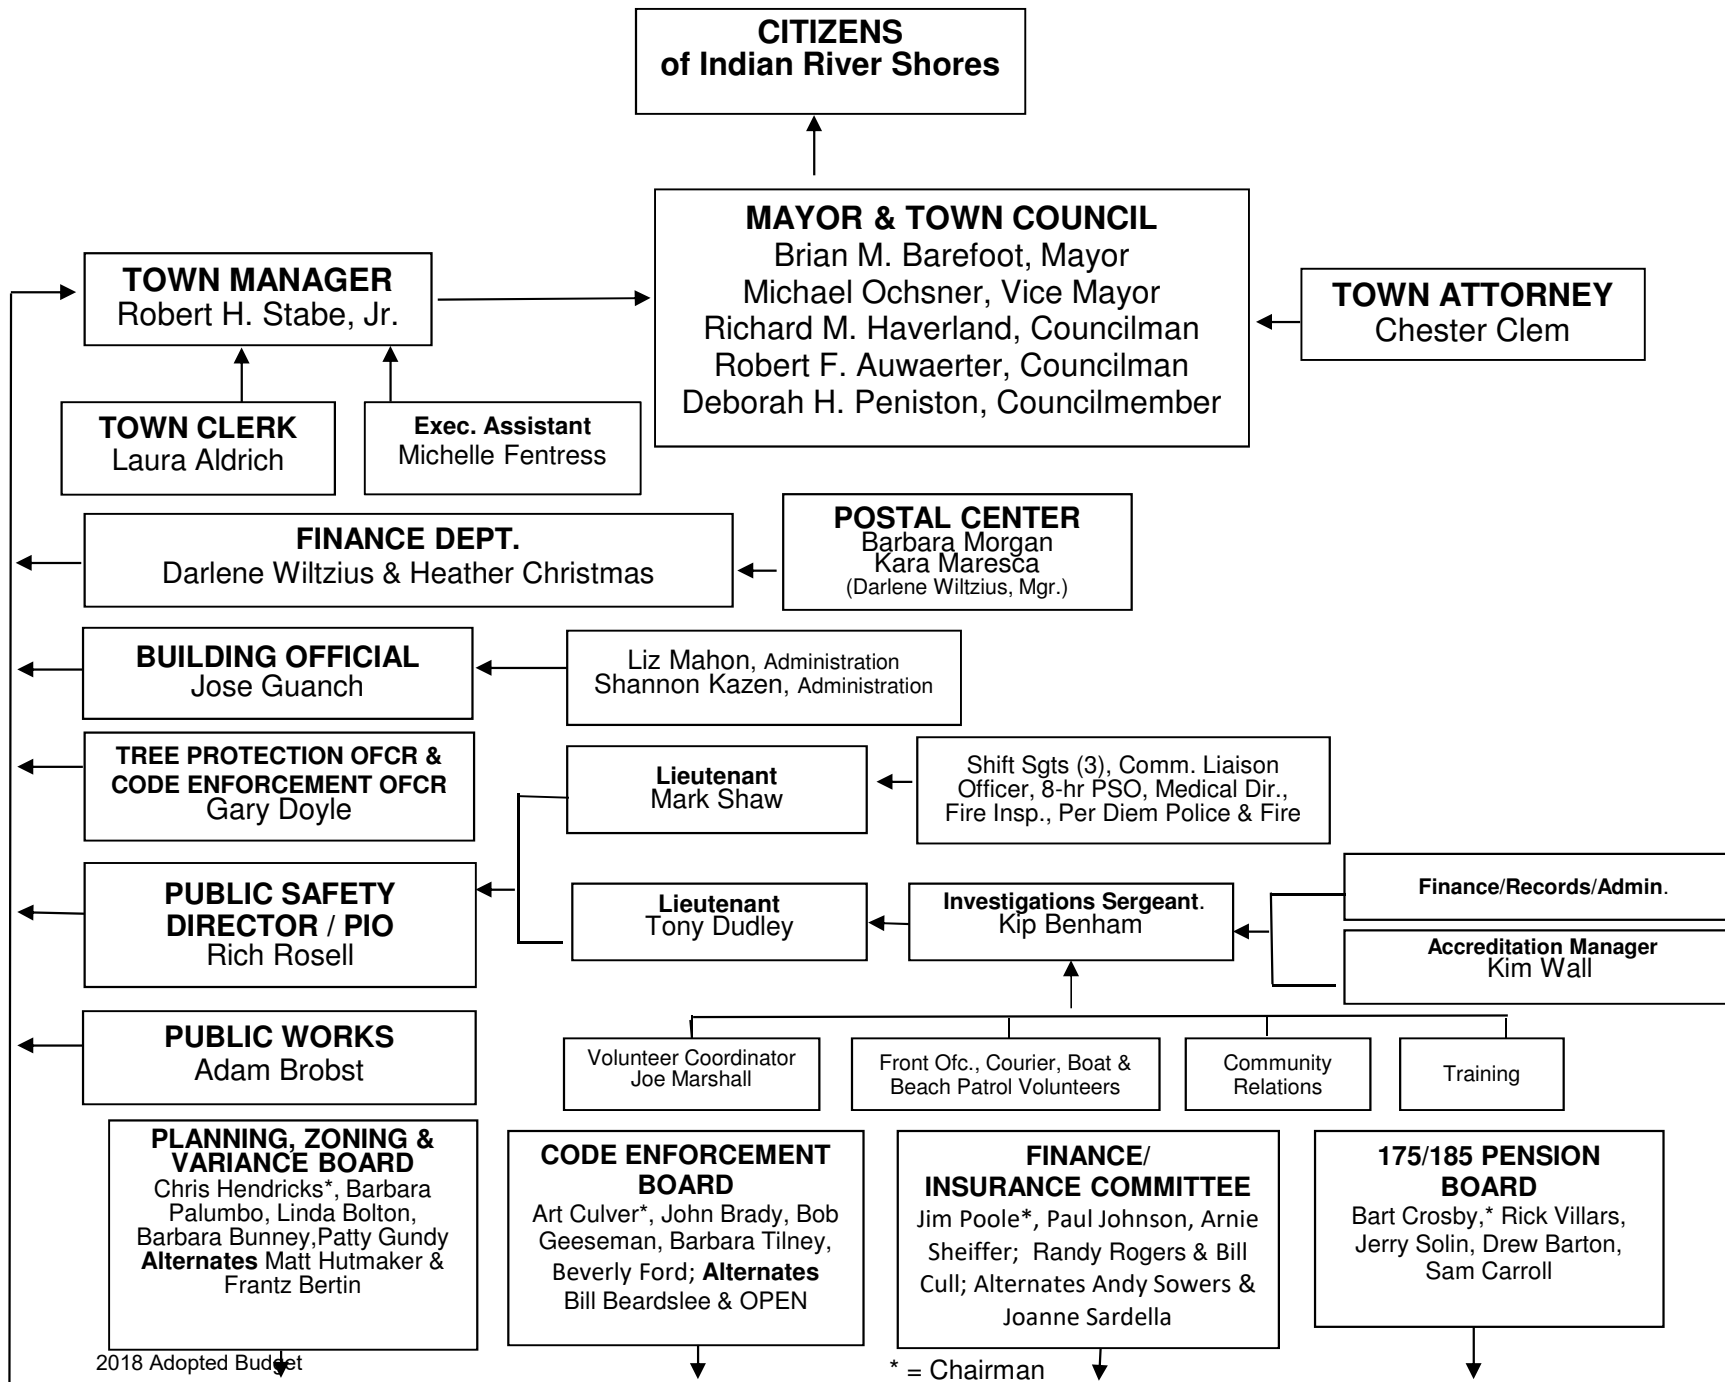 CITIZENS
of Indian River Shores
MAYOR & TOWN COUNCIL
Brian M. Barefoot, Mayor
Michael Ochsner, Vice Mayor
Richard M. Haverland, Councilman
Robert F. Auwaerter, Councilman
Deborah H. Peniston, Councilmember
TOWN MANAGER
Robert H. Stabe, Jr.
TOWN ATTORNEY
Chester Clem
TOWN CLERK
Laura Aldrich
Exec. Assistant
Michelle Fentress
FINANCE DEPT.
Darlene Wiltzius & Heather Christmas
POSTAL CENTER
Barbara Morgan
Kara Maresca
(Darlene Wiltzius, Mgr.)
BUILDING OFFICIAL
Jose Guanch
Liz Mahon, Administration
Shannon Kazen, Administration
TREE PROTECTION OFCR &
CODE ENFORCEMENT OFCR
Gary Doyle
Lieutenant
Mark Shaw
Shift Sgts (3), Comm. Liaison
Officer, 8-hr PSO, Medical Dir.,
Fire Insp., Per Diem Police & Fire
PUBLIC SAFETY
DIRECTOR / PIO
Rich Rosell
Lieutenant
Tony Dudley
Investigations Sergeant.
Kip Benham
Finance/Records/Admin.
Accreditation Manager
Kim Wall
PUBLIC WORKS
Adam Brobst
Volunteer Coordinator
Joe Marshall
Front Ofc., Courier, Boat &
Beach Patrol Volunteers
Community
Relations
Training
PLANNING, ZONING &
VARIANCE BOARD
Chris Hendricks*, Barbara
Palumbo, Linda Bolton,
Barbara Bunney,Patty Gundy
Alternates Matt Hutmaker &
Frantz Bertin
CODE ENFORCEMENT
BOARD
Art Culver*, John Brady, Bob
Geeseman, Barbara Tilney,
Beverly Ford; Alternates
Bill Beardslee & OPEN
FINANCE/
INSURANCE COMMITTEE
Jim Poole*, Paul Johnson, Arnie
Sheiffer; Randy Rogers & Bill
Cull; Alternates Andy Sowers &
Joanne Sardella
175/185 PENSION
BOARD
Bart Crosby,* Rick Villars,
Jerry Solin, Drew Barton,
Sam Carroll
2018 Adopted Budget
* = Chairman